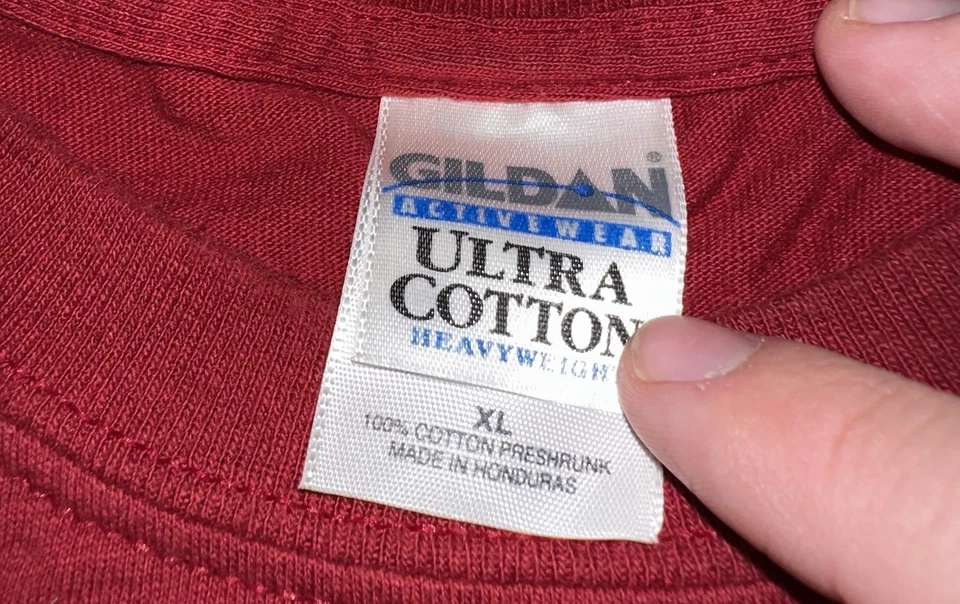 GILDAN®
ACTIVEWEAR
ULTRA
COTTON
HEAVYWEIGHT
XL
100% COTTON PRESHRUNK
MADE IN HONDURAS